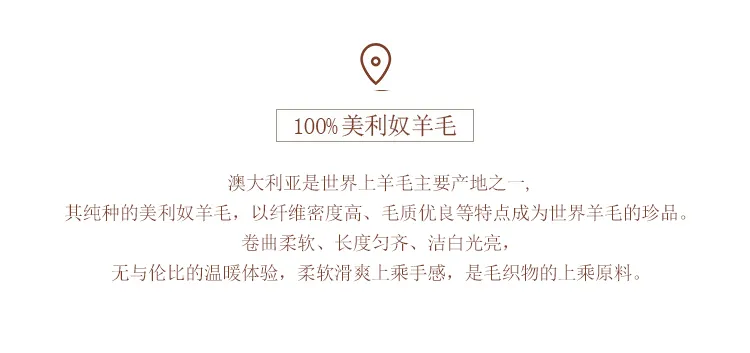 100%美利奴羊毛
澳大利亚是世界上羊毛主要产地之一,
其纯种的美利奴羊毛，以纤维密度高、毛质优良等特点成为世界羊毛的珍品。
卷曲柔软、长度匀齐、洁白光亮，
无与伦比的温暖体验，柔软滑爽上乘手感，是毛织物的上乘原料。